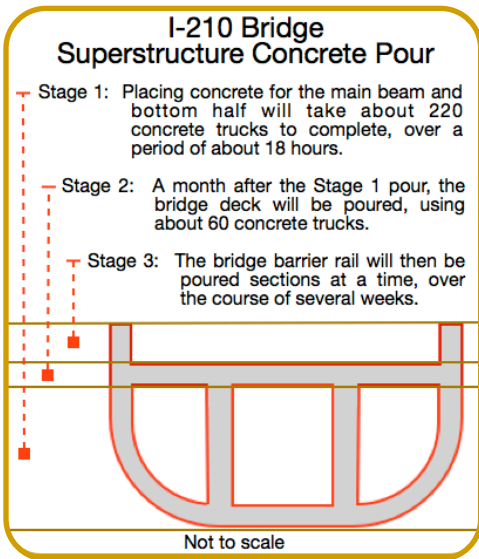 I-210 Bridge
Superstructure Concrete Pour
Stage 1: Placing concrete for the main beam and
bottom half will take about 220
concrete trucks to complete, over a
period of about 18 hours.
Stage 2: A month after the Stage 1 pour, the
bridge deck will be poured, using
about 60 concrete trucks.
Stage 3: The bridge barrier rail will then be
poured sections at a time, over
the course of several weeks.
Not to scale